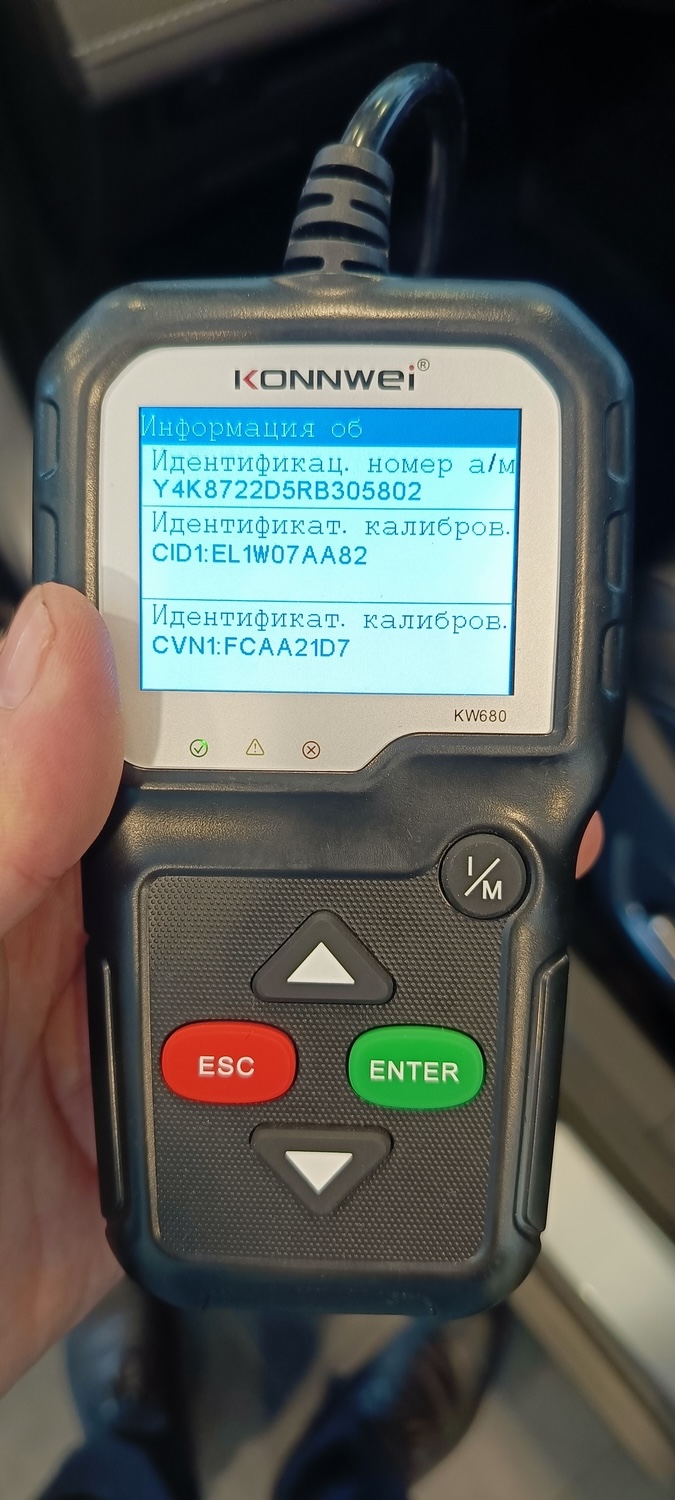 KONNWEI®
Информация об
Идентификац. номер а/м
Y4K8722D5RB305802
Идентификат. калибров.
CID1:EL1W07AA82
Идентификат. калибров.
CVN1:FCAA21D7
KW680
I/M
ESC
ENTER